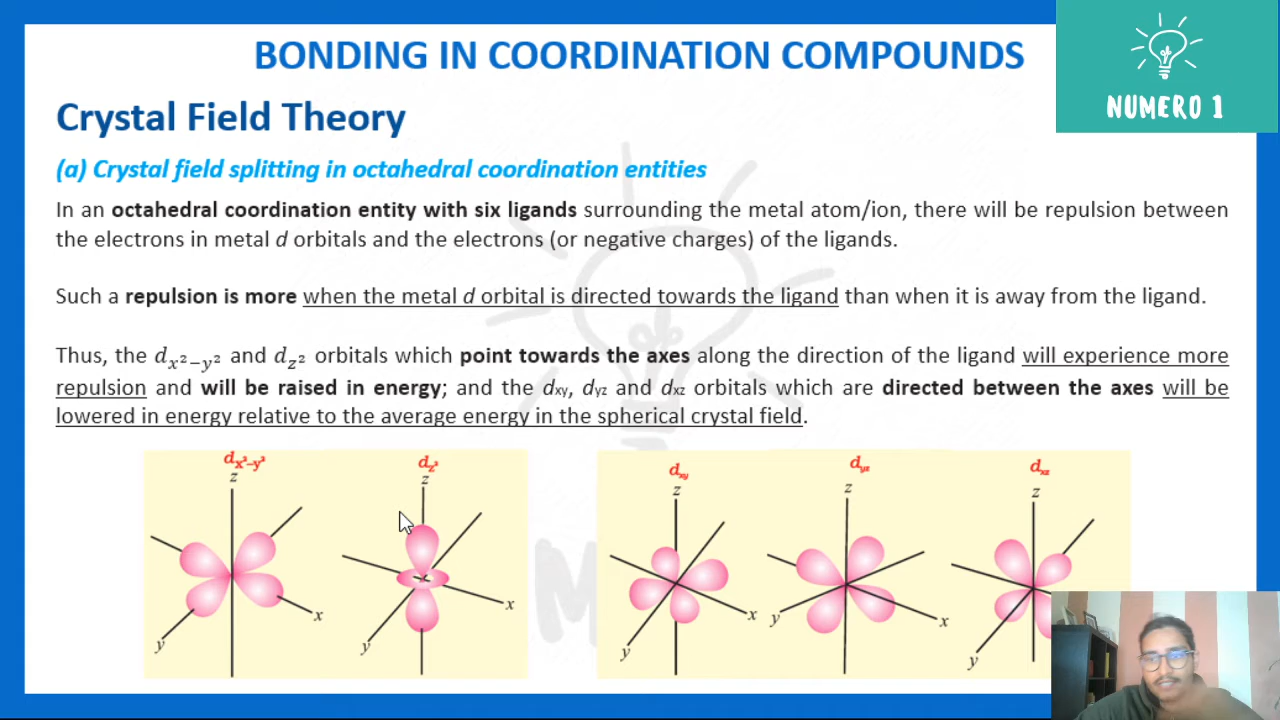 BONDING IN COORDINATION COMPOUNDS
NUMERO 1
Crystal Field Theory
(a) Crystal field splitting in octahedral coordination entities
In an octahedral coordination entity with six ligands surrounding the metal atom/ion, there will be repulsion between
the electrons in metal d orbitals and the electrons (or negative charges) of the ligands.
Such a repulsion is more when the metal d orbital is directed towards the ligand than when it is away from the ligand.
Thus, the dₓ²₋y² and d_z² orbitals which point towards the axes along the direction of the ligand will experience more
repulsion and will be raised in energy; and the dxy, dyz and dxz orbitals which are directed between the axes will be
lowered in energy relative to the average energy in the spherical crystal field.
dx²-y² dz² dxy dyz dxz
z z z z z
x x x x
y y y y y